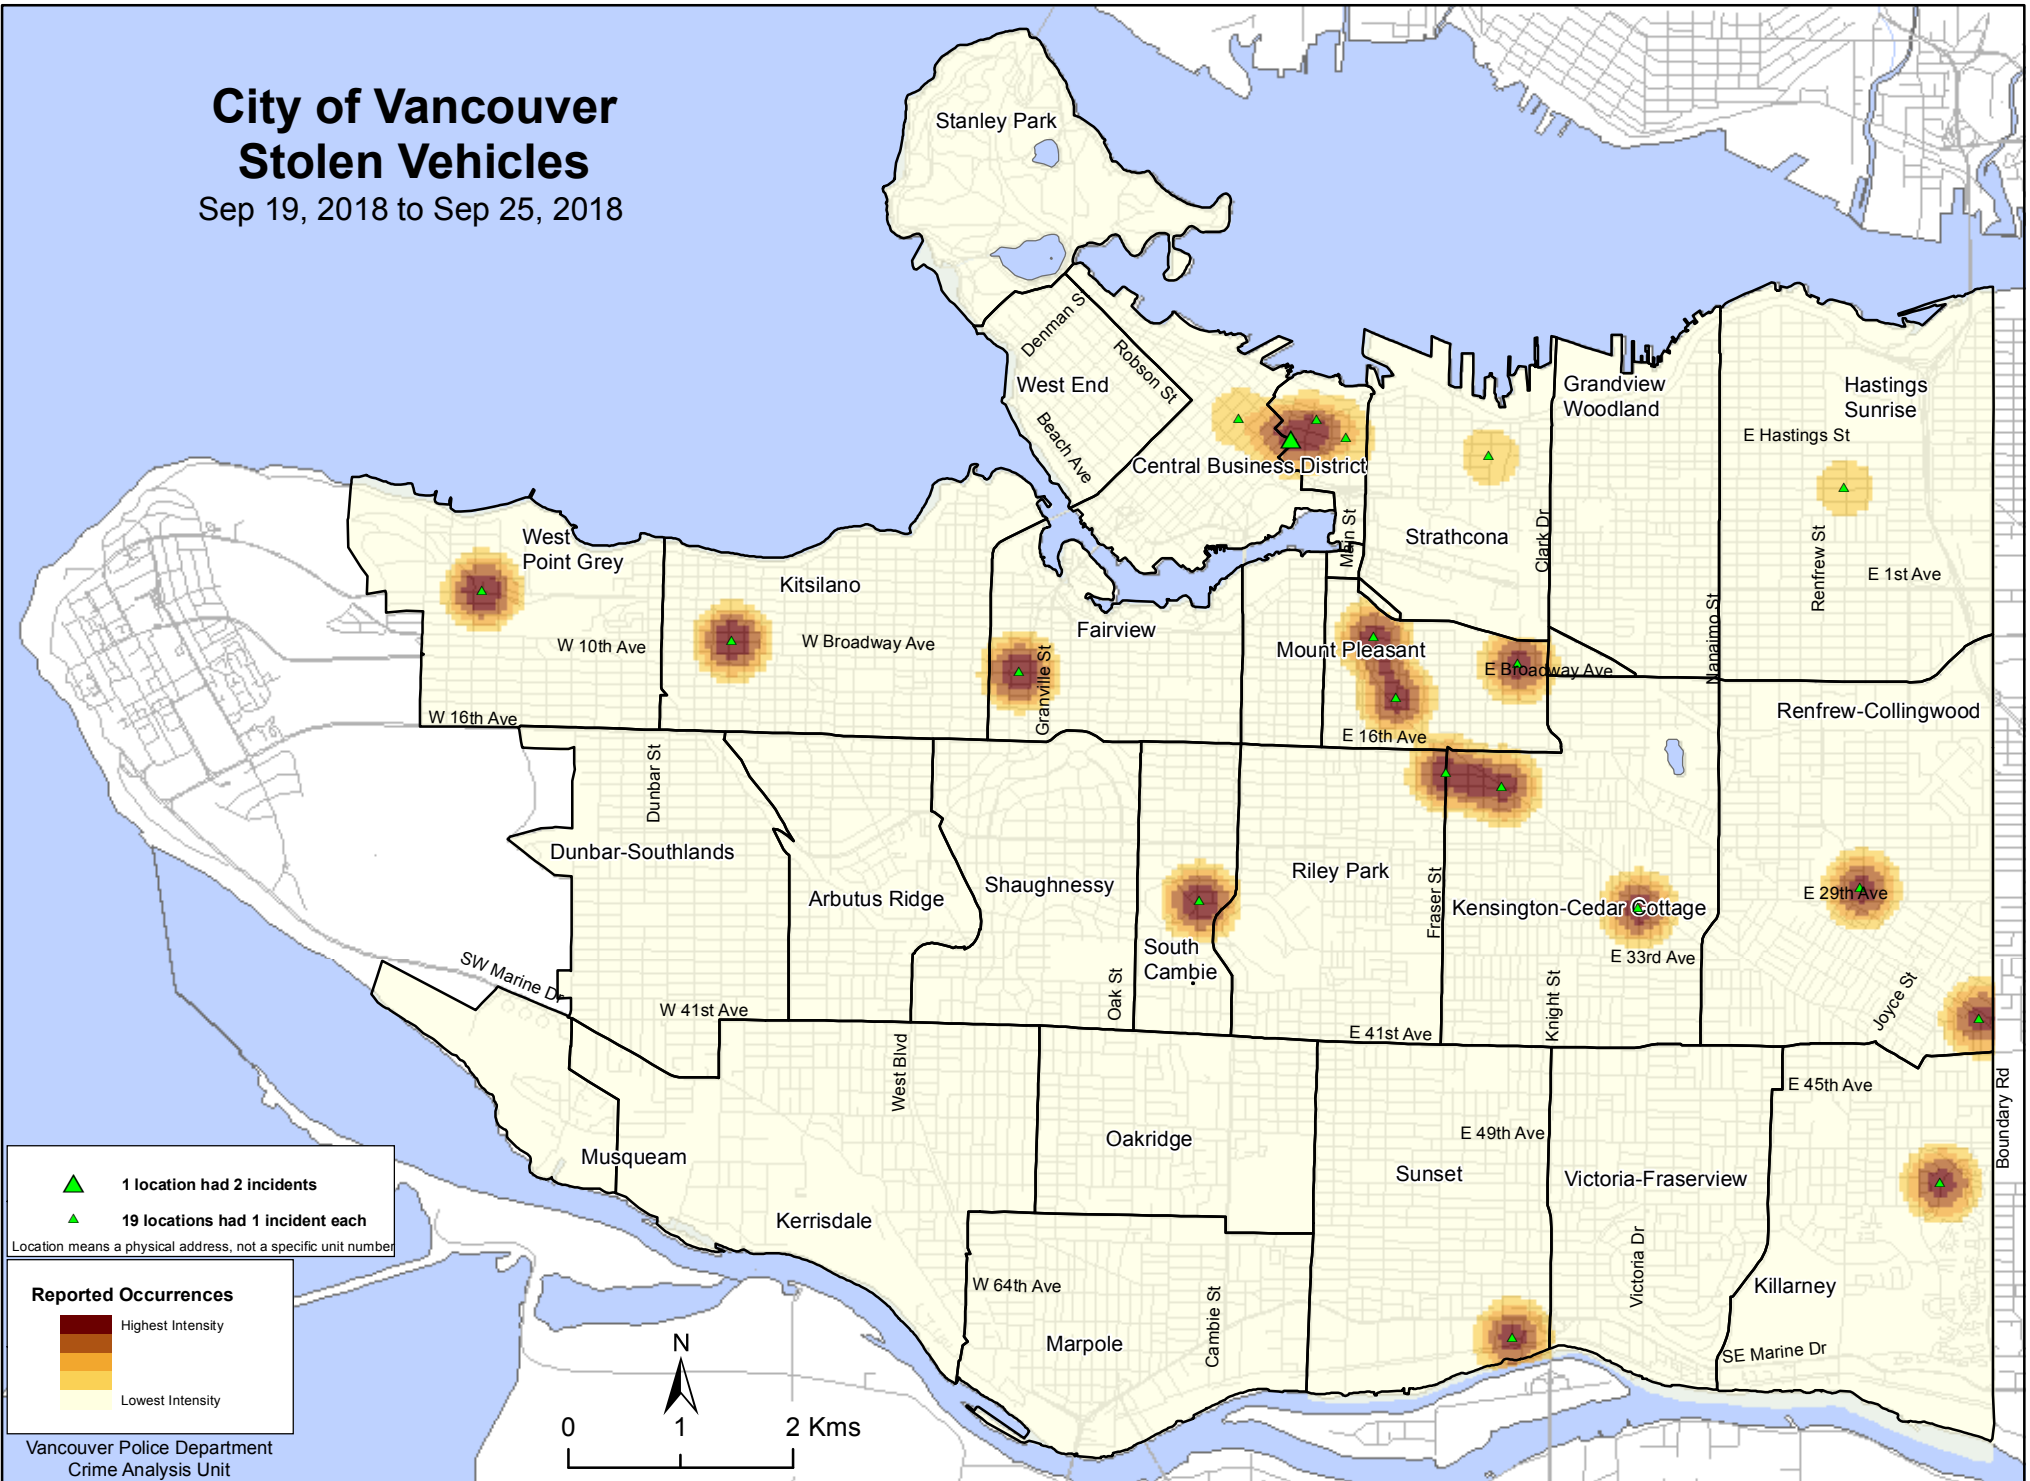 City of Vancouver
Stolen Vehicles
Sep 19, 2018 to Sep 25, 2018
Stanley Park
Denman S
Robson St
West End
Beach Ave
Central Business District
Grandview
Woodland
Hastings
Sunrise
E Hastings St
Main St
Strathcona
Clark Dr
Renfrew St
E 1st Ave
Nanaimo St
West
Point Grey
Kitsilano
W 10th Ave
W Broadway Ave
Fairview
Granville St
Mount Pleasant
E Broadway Ave
W 16th Ave
E 16th Ave
Renfrew-Collingwood
Dunbar St
Dunbar-Southlands
Arbutus Ridge
Shaughnessy
Riley Park
Fraser St
Kensington-Cedar Cottage
E 29th Ave
South
Cambie
E 33rd Ave
SW Marine Dr
W 41st Ave
Oak St
E 41st Ave
Knight St
Joyce St
West Blvd
E 45th Ave
Boundary Rd
Musqueam
Oakridge
E 49th Ave
Sunset
Victoria-Fraserview
Kerrisdale
Victoria Dr
W 64th Ave
Cambie St
Killarney
Marpole
SE Marine Dr
1 location had 2 incidents
19 locations had 1 incident each
Location means a physical address, not a specific unit number
Reported Occurrences
Highest Intensity
Lowest Intensity
N
0 1 2 Kms
Vancouver Police Department
Crime Analysis Unit